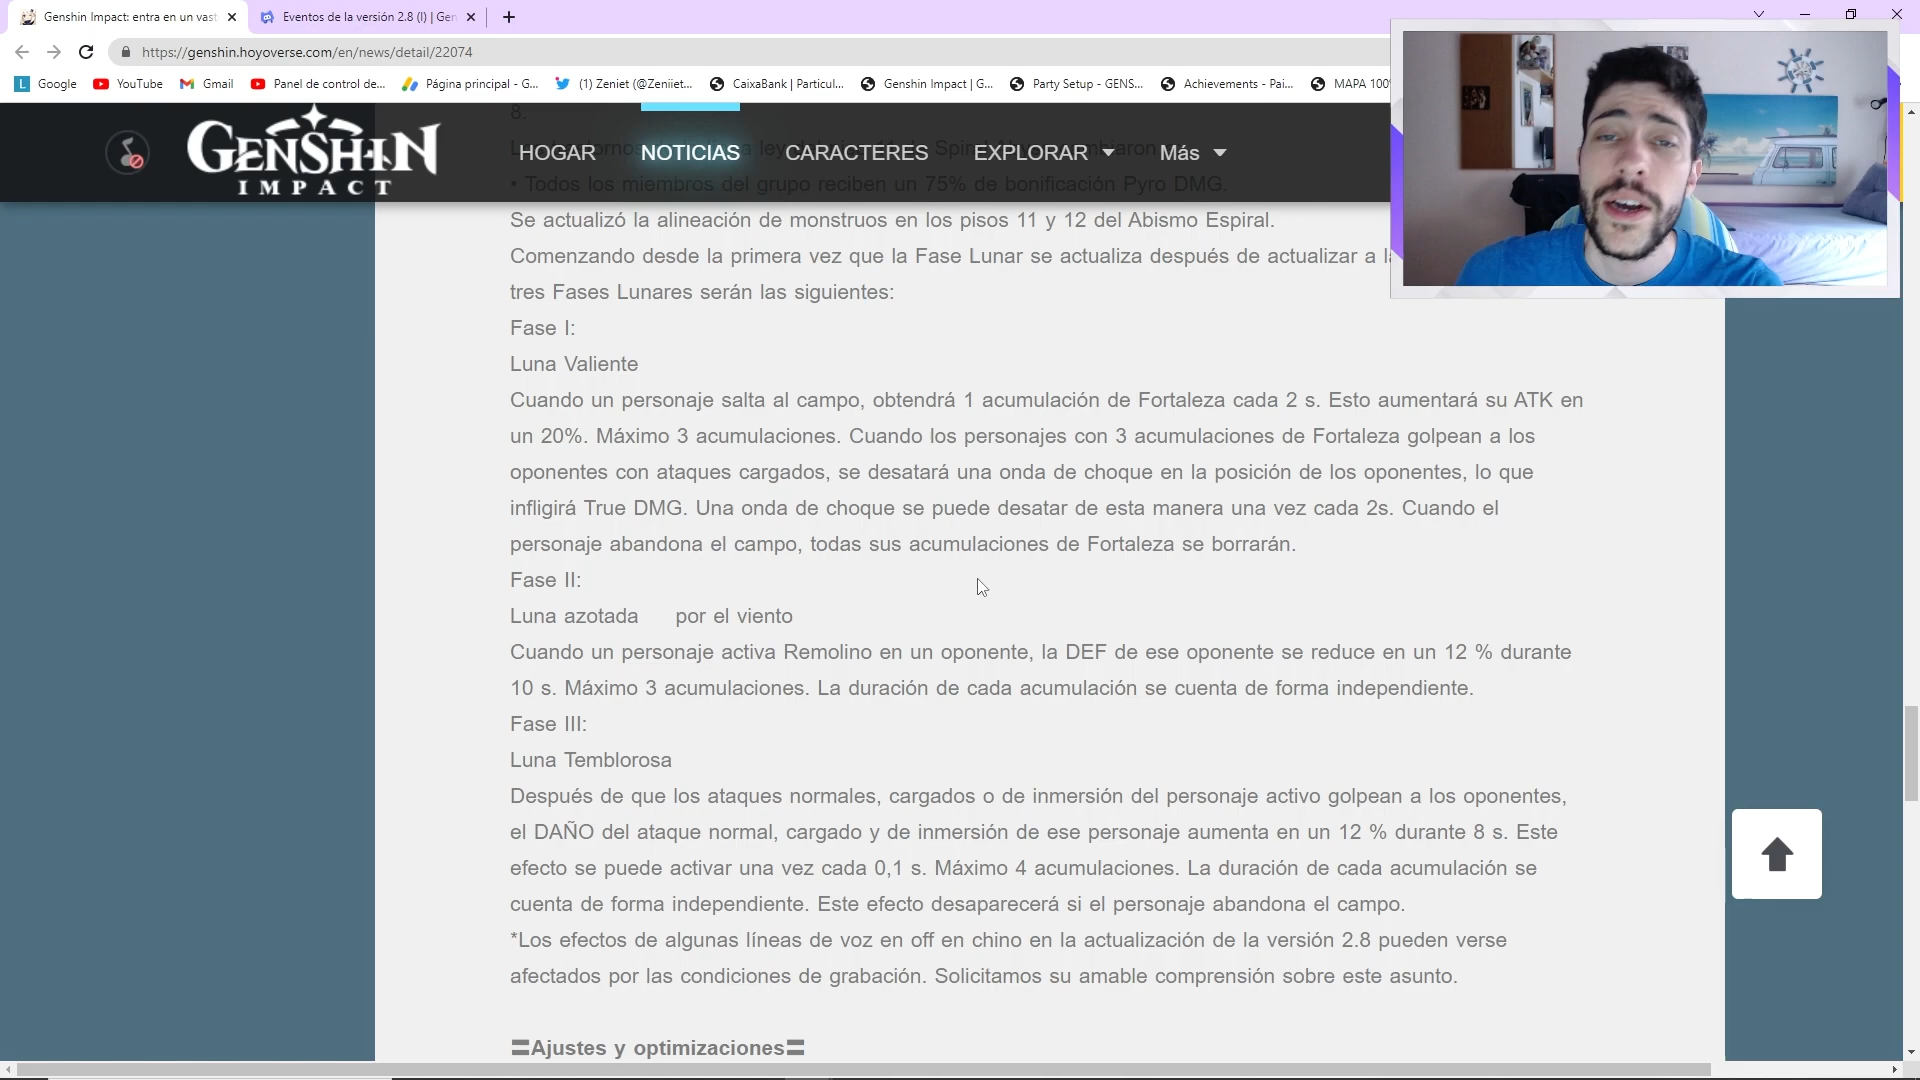 Genshin Impact: entra en un vast
Eventos de la versión 2.8 (I) | Gen
https://genshin.hoyoverse.com/en/news/detail/22074
Google
YouTube
Gmail
Panel de control de...
Página principal - G...
(1) Zeniet (@Zeniiet...
CaixaBank | Particul...
Genshin Impact | G...
Party Setup - GENS...
Achievements - Pai...
MAPA 100
GENSHIN
IMPACT
HOGAR
NOTICIAS
CARACTERES
EXPLORAR
Más
8.
• Todos los miembros del grupo reciben un 75% de bonificación Pyro DMG.
Se actualizó la alineación de monstruos en los pisos 11 y 12 del Abismo Espiral.
Comenzando desde la primera vez que la Fase Lunar se actualiza después de actualizar a
tres Fases Lunares serán las siguientes:
Fase I:
Luna Valiente
Cuando un personaje salta al campo, obtendrá 1 acumulación de Fortaleza cada 2 s. Esto aumentará su ATK en
un 20%. Máximo 3 acumulaciones. Cuando los personajes con 3 acumulaciones de Fortaleza golpean a los
oponentes con ataques cargados, se desatará una onda de choque en la posición de los oponentes, lo que
infligirá True DMG. Una onda de choque se puede desatar de esta manera una vez cada 2s. Cuando el
personaje abandona el campo, todas sus acumulaciones de Fortaleza se borrarán.
Fase II:
Luna azotada por el viento
Cuando un personaje activa Remolino en un oponente, la DEF de ese oponente se reduce en un 12 % durante
10 s. Máximo 3 acumulaciones. La duración de cada acumulación se cuenta de forma independiente.
Fase III:
Luna Temblorosa
Después de que los ataques normales, cargados o de inmersión del personaje activo golpean a los oponentes,
el DAÑO del ataque normal, cargado y de inmersión de ese personaje aumenta en un 12 % durante 8 s. Este
efecto se puede activar una vez cada 0,1 s. Máximo 4 acumulaciones. La duración de cada acumulación se
cuenta de forma independiente. Este efecto desaparecerá si el personaje abandona el campo.
*Los efectos de algunas líneas de voz en off en chino en la actualización de la versión 2.8 pueden verse
afectados por las condiciones de grabación. Solicitamos su amable comprensión sobre este asunto.
〓Ajustes y optimizaciones〓